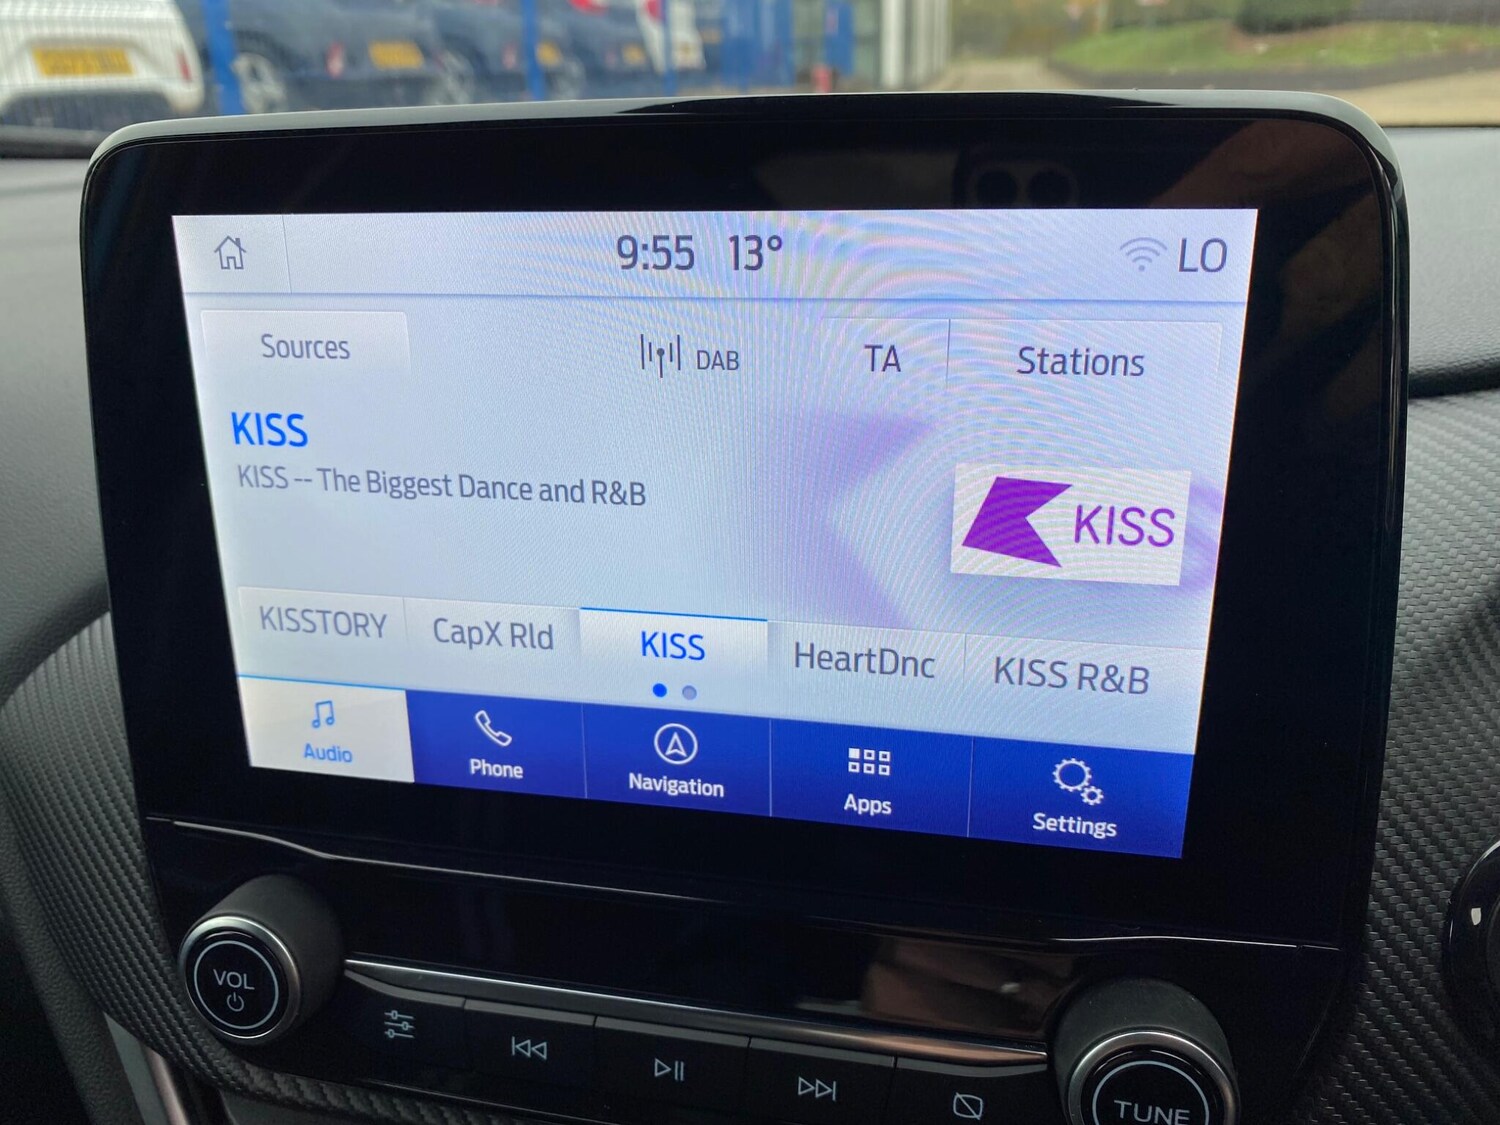 9:55 13° LO
Sources DAB TA Stations
KISS
KISS -- The Biggest Dance and R&B
KISS
KISSTORY CapX Rld KISS HeartDnc KISS R&B
Audio Phone Navigation Apps Settings
VOL
TUNE